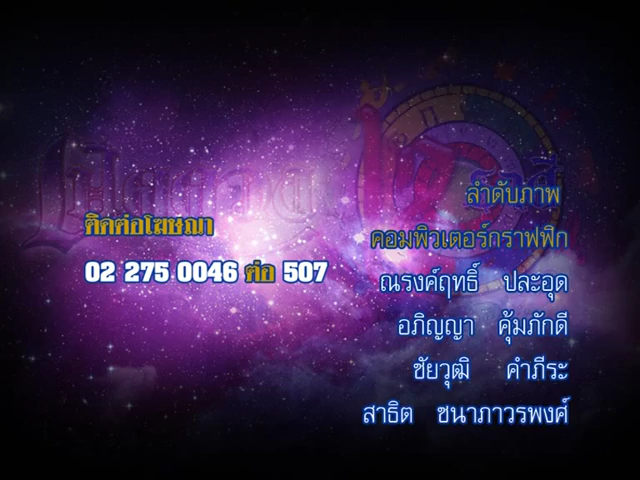 ติดต่อโฆษณา
02 275 0046 ต่อ 507
ลำดับภาพ
คอมพิวเตอร์กราฟฟิก
ณรงค์ฤทธิ์ ปละอุด
อภิญญา คุ้มภักดี
ชัยวุฒิ คำภีระ
สาธิต ชนาภาวรพงศ์